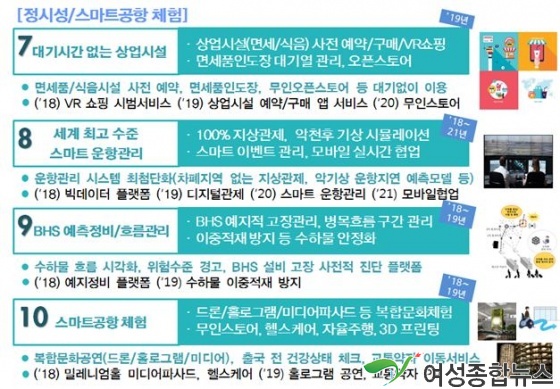 [정시성/스마트공항 체험]
'19년
7 대기시간 없는 상업시설
· 상업시설(면세/식음) 사전 예약/구매/VR쇼핑
· 면세품인도장 대기열 관리, 오픈스토어
● 면세품/식음시설 사전 예약, 면세품인도장, 무인오픈스토어 등 대기없이 이용
● ('18) VR 쇼핑 시범서비스 ('19) 상업시설 예약/구매 앱 서비스 ('20) 무인스토어
'18~
21년
8 세계 최고 수준
스마트 운항관리
· 100% 지상관제, 악천후 기상 시뮬레이션
· 스마트 이벤트 관리, 모바일 실시간 협업
● 운항관리 시스템 최첨단화(차폐지역 없는 지상관제, 악기상 운항지연 예측모델 등)
● ('18) 빅데이터 플랫폼 ('19) 디지털관제 ('20) 스마트 운항관리 ('21) 모바일협업
'18~
19년
9 BHS 예측정비/흐름관리
· BHS 예지적 고장관리, 병목흐름 구간 관리
· 이중적재 방지 등 수하물 안정화
● 수하물 흐름 시각화, 위험수준 경고, BHS 설비 고장 사전적 진단 플랫폼
● ('18) 예지정비 플랫폼 ('19) 수하물 이중적재 방지
'18~
19년
10 스마트공항 체험
· 드론/홀로그램/미디어파사드 등 복합문화체험
· 무인스토어, 헬스케어, 자율주행, 3D 프린팅
● 복합문화공연(드론/홀로그램/미디어), 출국 전 건강상태 체크, 교통약자 이동서비스
● ('18) 밀레니엄홀 미디어파사드, 헬스케어 ('19) 홀로그램 공연, 교통약자
여성종합뉴스